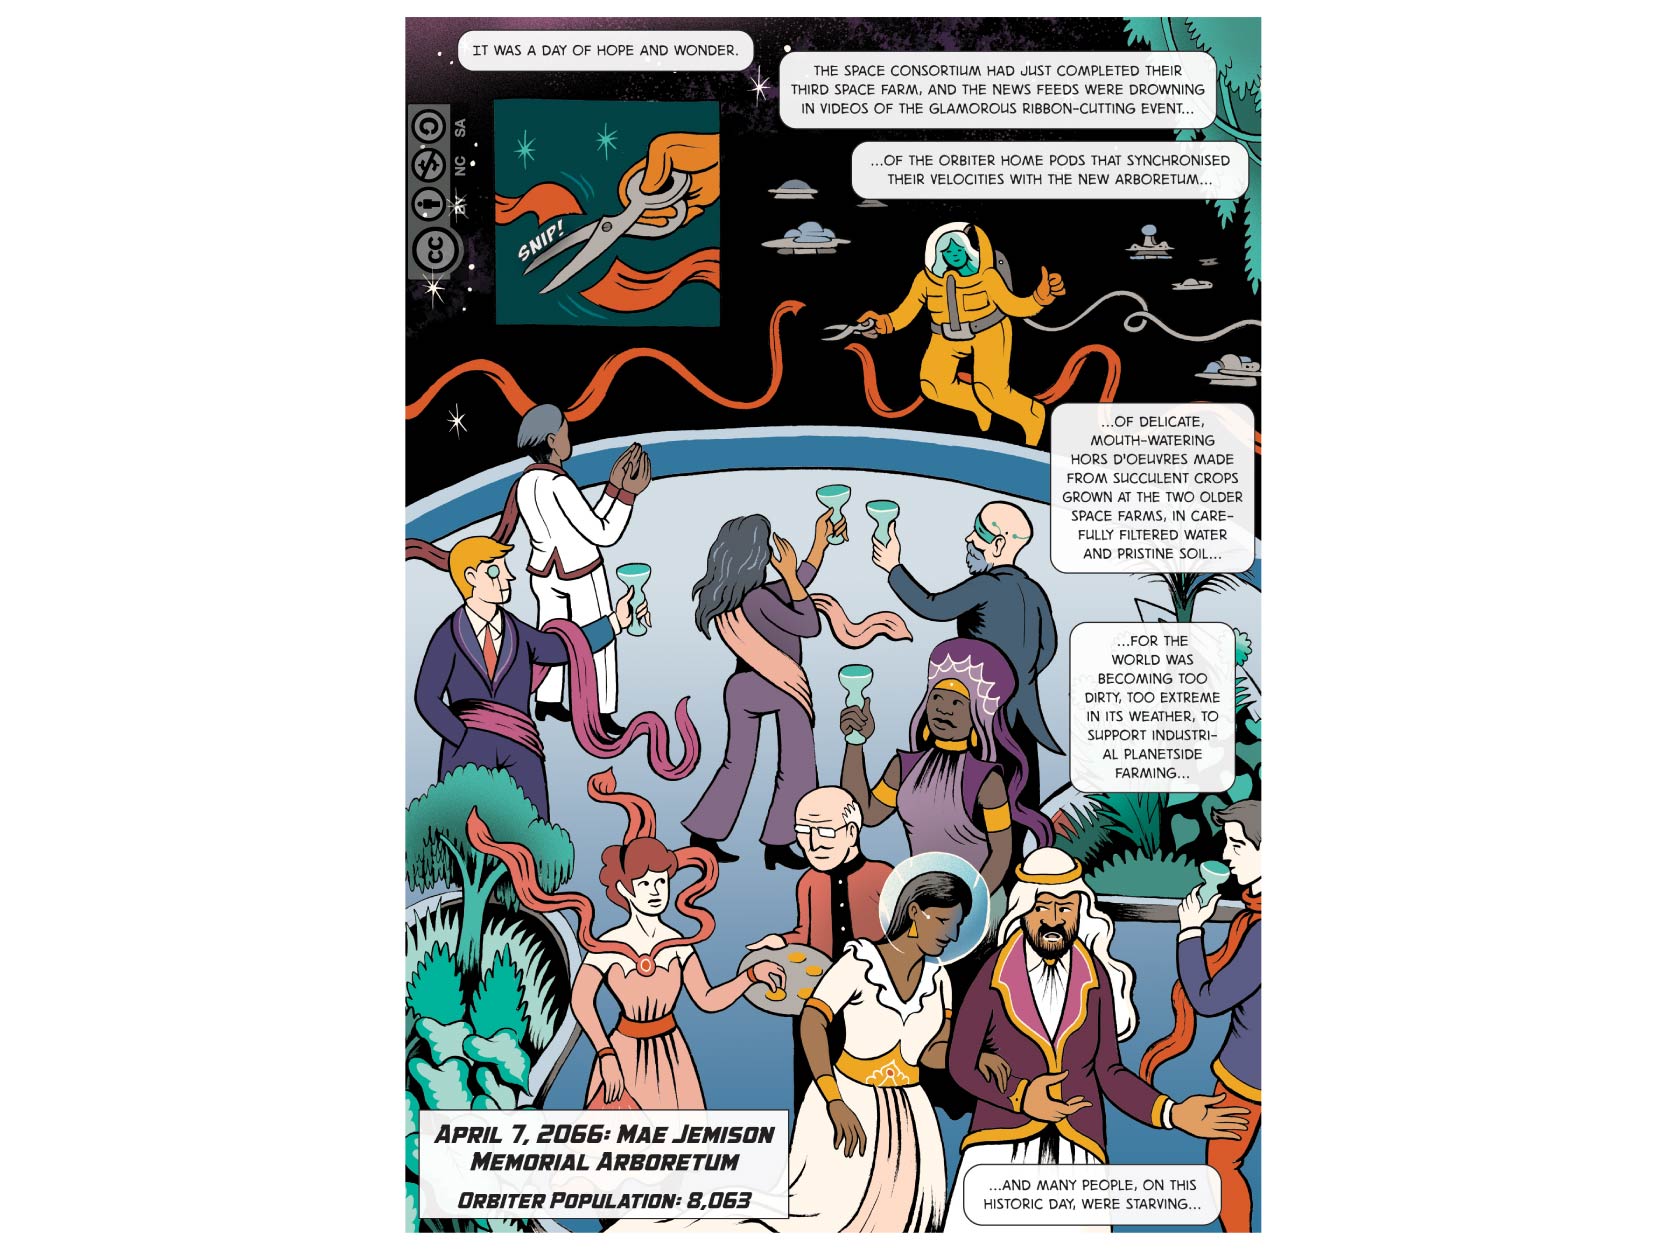 IT WAS A DAY OF HOPE AND WONDER.
THE SPACE CONSORTIUM HAD JUST COMPLETED THEIR
THIRD SPACE FARM, AND THE NEWS FEEDS WERE DROWNING
IN VIDEOS OF THE GLAMOROUS RIBBON-CUTTING EVENT...
...OF THE ORBITER HOME PODS THAT SYNCHRONISED
THEIR VELOCITIES WITH THE NEW ARBORETUM...
SNIP!
cc BY NC SA
...OF DELICATE,
MOUTH-WATERING
HORS D'OEUVRES MADE
FROM SUCCULENT CROPS
GROWN AT THE TWO OLDER
SPACE FARMS, IN CARE-
FULLY FILTERED WATER
AND PRISTINE SOIL...
...FOR THE
WORLD WAS
BECOMING TOO
DIRTY, TOO EXTREME
IN ITS WEATHER, TO
SUPPORT INDUSTRI-
AL PLANETSIDE
FARMING...
APRIL 7, 2066: MAE JEMISON
MEMORIAL ARBORETUM
ORBITER POPULATION: 8,063
...AND MANY PEOPLE, ON THIS
HISTORIC DAY, WERE STARVING...